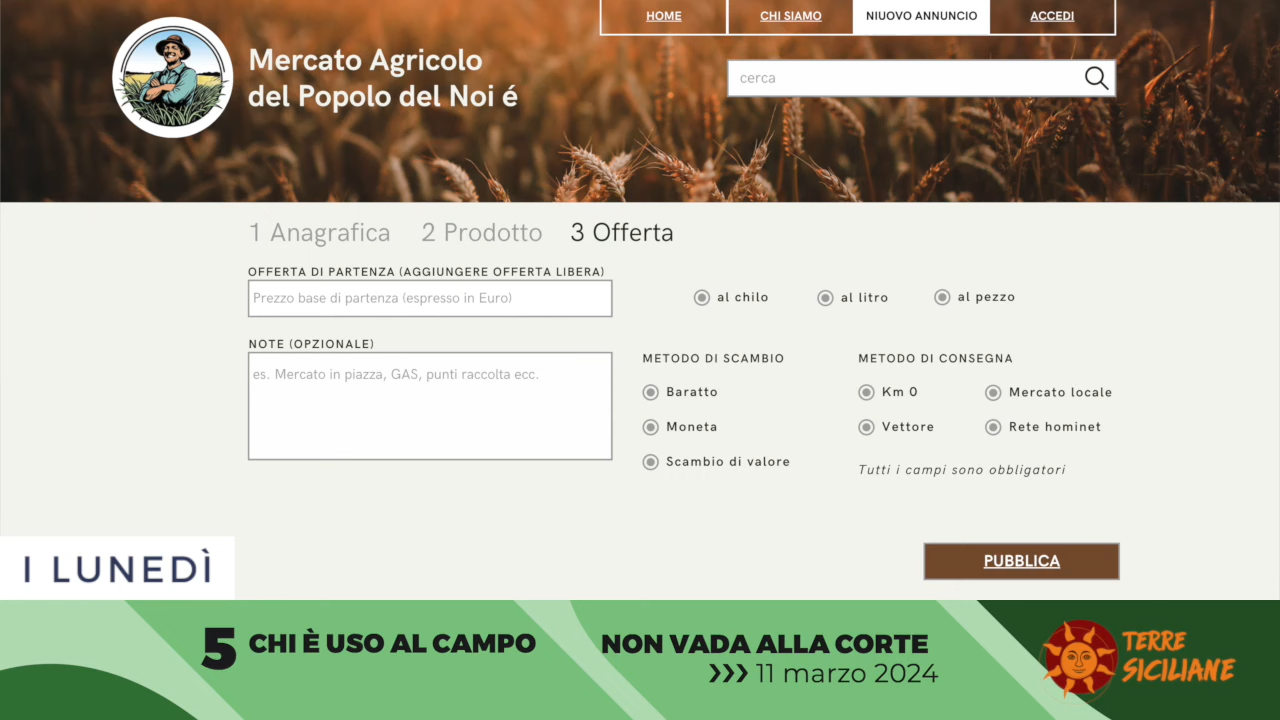 HOME
CHI SIAMO
NIUOVO ANNUNCIO
ACCEDI
Mercato Agricolo
del Popolo del Noi é
cerca
1 Anagrafica
2 Prodotto
3 Offerta
OFFERTA DI PARTENZA (AGGIUNGERE OFFERTA LIBERA)
Prezzo base di partenza (espresso in Euro)
al chilo
al litro
al pezzo
NOTE (OPZIONALE)
es. Mercato in piazza, GAS, punti raccolta ecc.
METODO DI SCAMBIO
Baratto
Moneta
Scambio di valore
METODO DI CONSEGNA
Km 0
Mercato locale
Vettore
Rete hominet
Tutti i campi sono obbligatori
PUBBLICA
I LUNEDÌ
5 CHI È USO AL CAMPO
NON VADA ALLA CORTE
>>> 11 marzo 2024
TERRE
SICILIANE